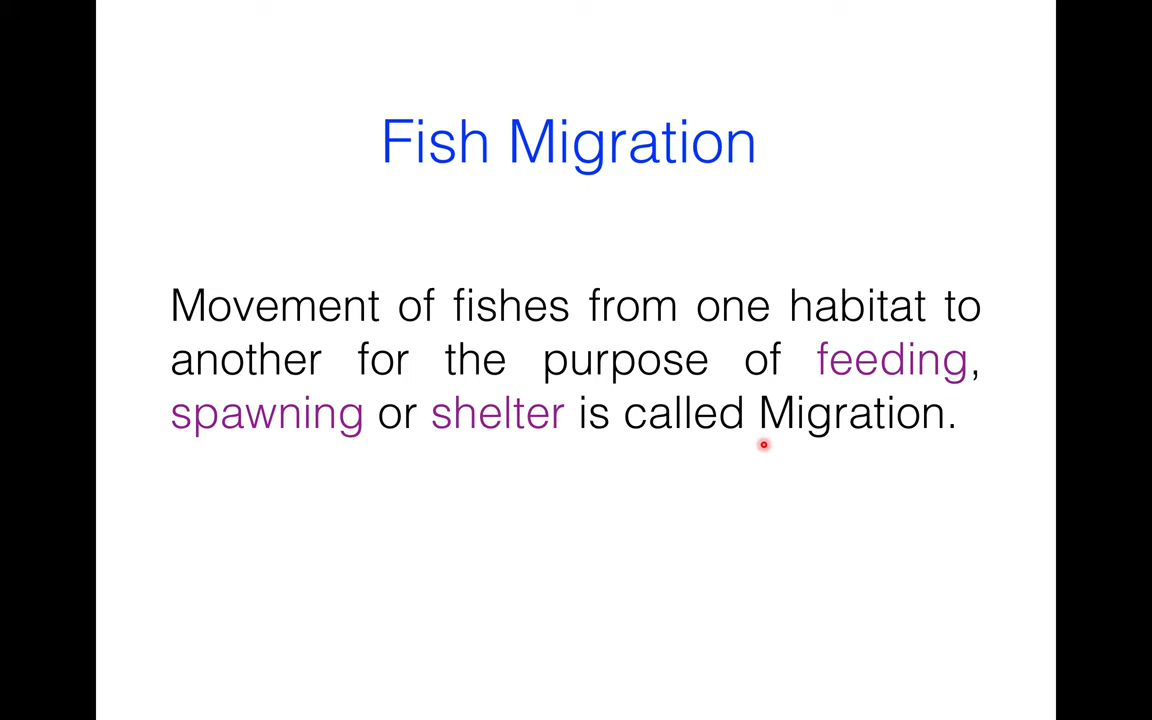 Fish Migration
Movement of fishes from one habitat to
another for the purpose of feeding,
spawning or shelter is called Migration.